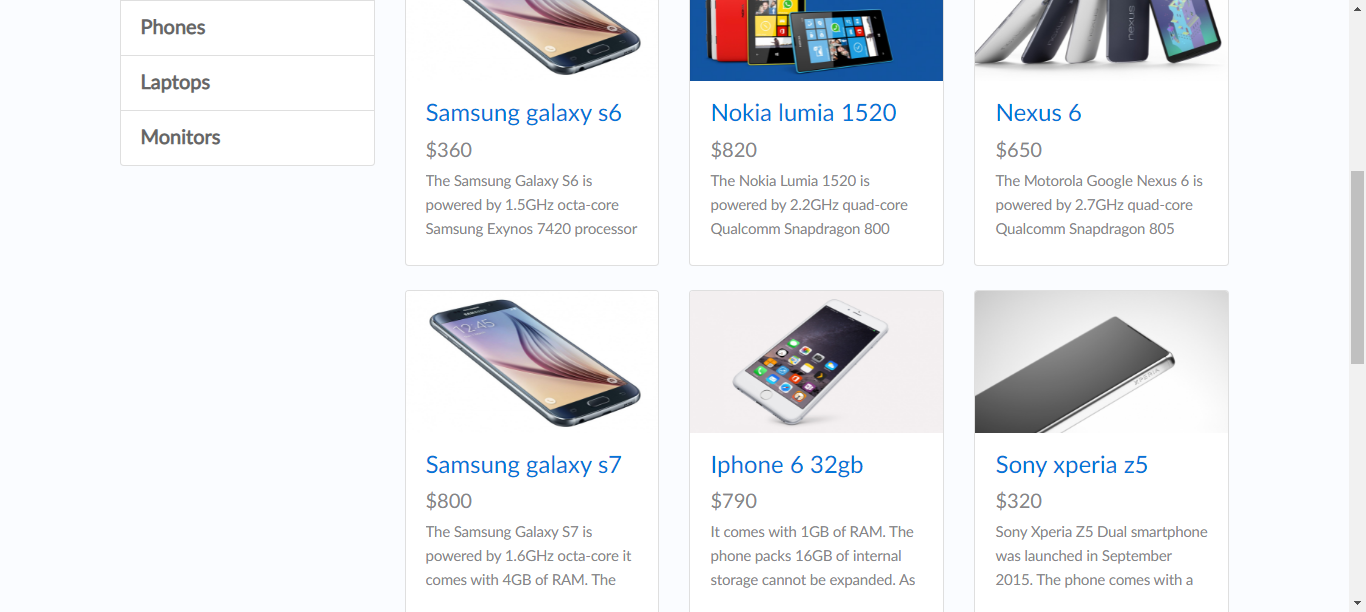 Phones
Laptops
Monitors
nexus
Samsung galaxy s6
$360
The Samsung Galaxy S6 is
powered by 1.5GHz octa-core
Samsung Exynos 7420 processor
Nokia lumia 1520
$820
The Nokia Lumia 1520 is
powered by 2.2GHz quad-core
Qualcomm Snapdragon 800
Nexus 6
$650
The Motorola Google Nexus 6 is
powered by 2.7GHz quad-core
Qualcomm Snapdragon 805
SAMSUNG
12:45
XPERIA
Samsung galaxy s7
$800
The Samsung Galaxy S7 is
powered by 1.6GHz octa-core it
comes with 4GB of RAM. The
Iphone 6 32gb
$790
It comes with 1GB of RAM. The
phone packs 16GB of internal
storage cannot be expanded. As
Sony xperia z5
$320
Sony Xperia Z5 Dual smartphone
was launched in September
2015. The phone comes with a